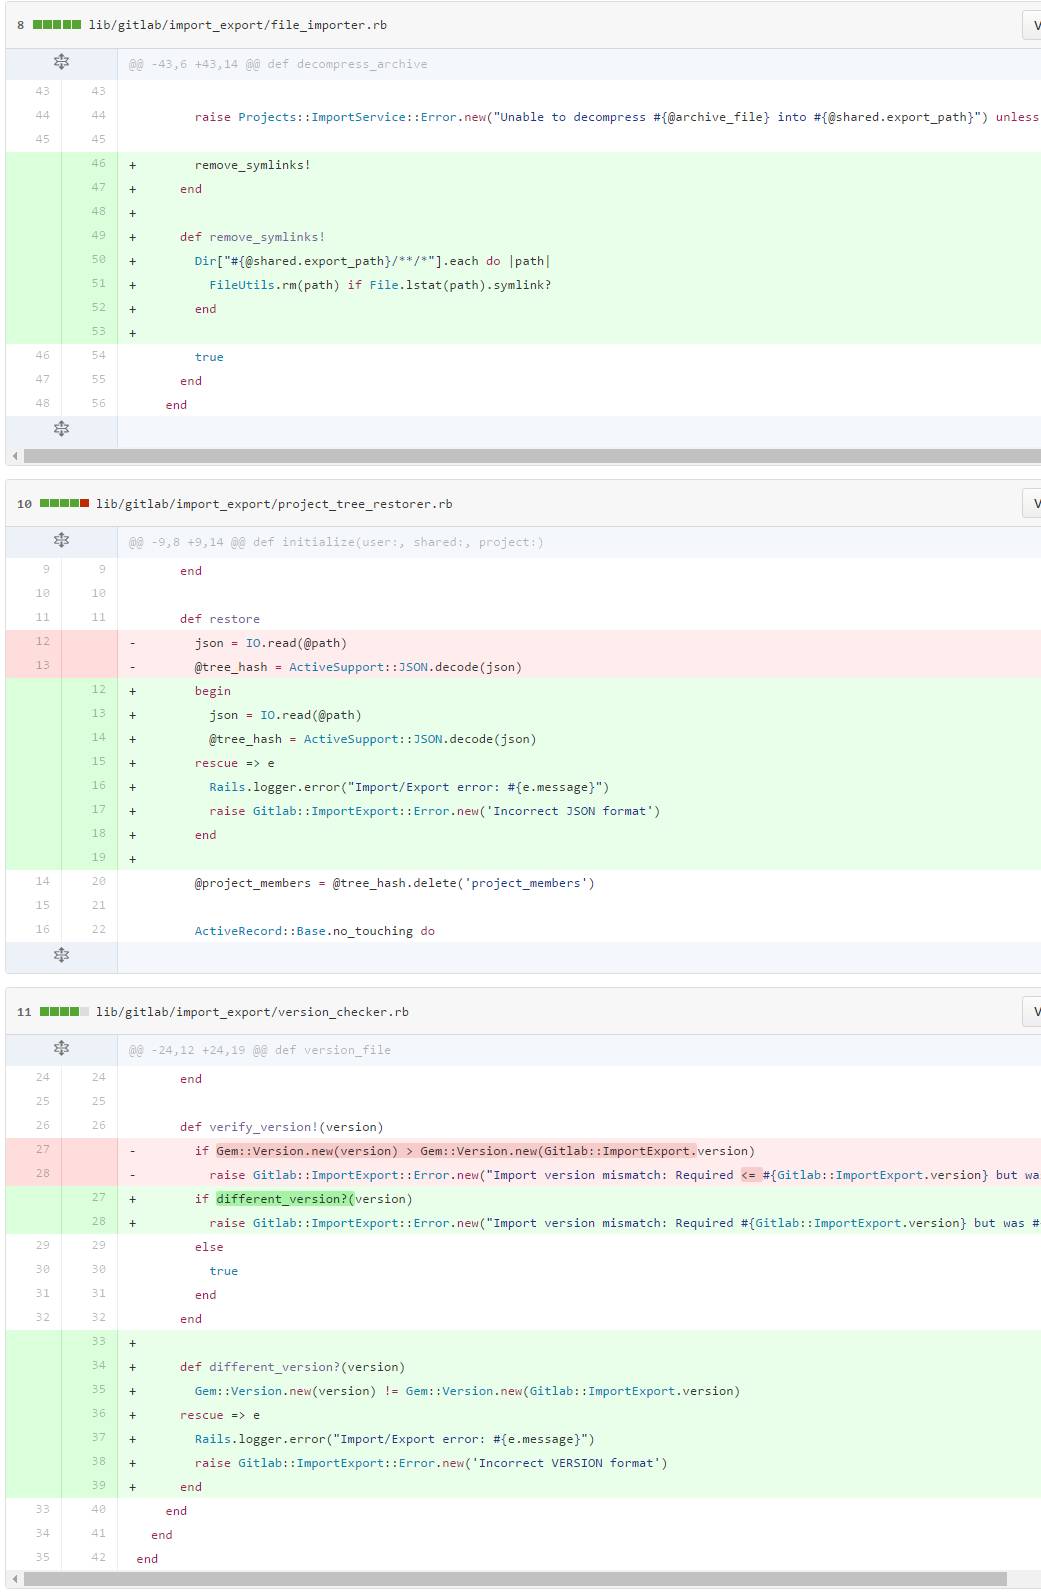 8 lib/gitlab/import_export/file_importer.rb V
@@ -43,6 +43,14 @@ def decompress_archive
43 43
44 44 raise Projects::ImportService::Error.new("Unable to decompress #{@archive_file} into #{@shared.export_path}") unless
45 45
46 + remove_symlinks!
47 + end
48 +
49 + def remove_symlinks!
50 + Dir["#{@shared.export_path}/**/*"].each do |path|
51 + FileUtils.rm(path) if File.lstat(path).symlink?
52 + end
53 +
46 54 true
47 55 end
48 56 end
10 lib/gitlab/import_export/project_tree_restorer.rb V
@@ -9,8 +9,14 @@ def initialize(user:, shared:, project:)
9 9 end
10 10
11 11 def restore
12 - json = IO.read(@path)
13 - @tree_hash = ActiveSupport::JSON.decode(json)
12 + begin
13 + json = IO.read(@path)
14 + @tree_hash = ActiveSupport::JSON.decode(json)
15 + rescue => e
16 + Rails.logger.error("Import/Export error: #{e.message}")
17 + raise Gitlab::ImportExport::Error.new('Incorrect JSON format')
18 + end
19 +
14 20 @project_members = @tree_hash.delete('project_members')
15 21
16 22 ActiveRecord::Base.no_touching do
11 lib/gitlab/import_export/version_checker.rb V
@@ -24,12 +24,19 @@ def version_file
24 24 end
25 25
26 26 def verify_version!(version)
27 - if Gem::Version.new(version) > Gem::Version.new(Gitlab::ImportExport.version)
28 - raise Gitlab::ImportExport::Error.new("Import version mismatch: Required <= #{Gitlab::ImportExport.version} but wa
27 + if different_version?(version)
28 + raise Gitlab::ImportExport::Error.new("Import version mismatch: Required #{Gitlab::ImportExport.version} but was #
29 29 else
30 30 true
31 31 end
32 32 end
33 +
34 + def different_version?(version)
35 + Gem::Version.new(version) != Gem::Version.new(Gitlab::ImportExport.version)
36 + rescue => e
37 + Rails.logger.error("Import/Export error: #{e.message}")
38 + raise Gitlab::ImportExport::Error.new('Incorrect VERSION format')
39 + end
33 40 end
34 41 end
35 42 end